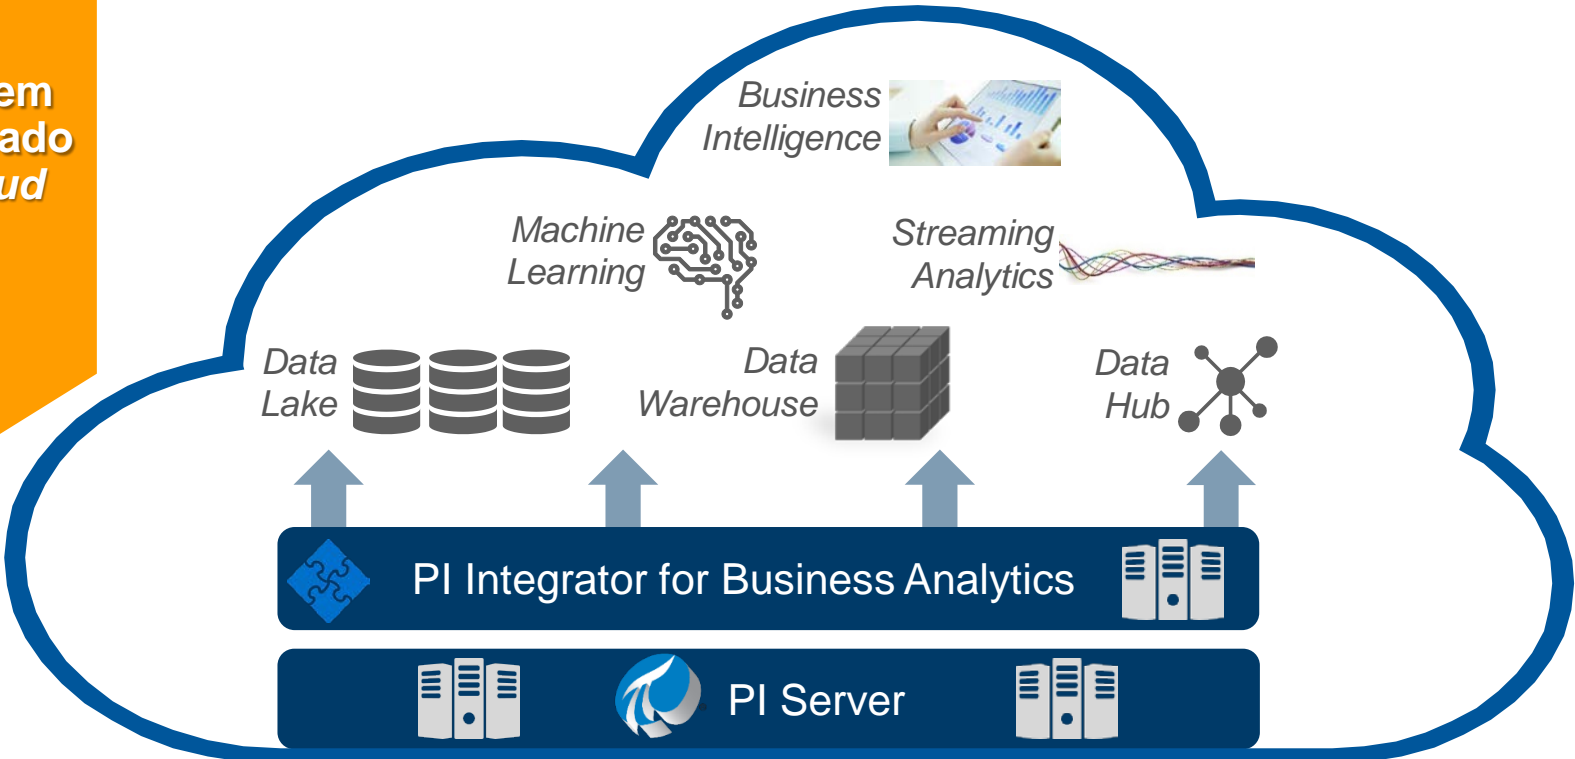 em
ado
ud
Business
Intelligence
Machine
Learning
Streaming
Analytics
Data
Lake
Data
Warehouse
Data
Hub
PI Integrator for Business Analytics
PI Server